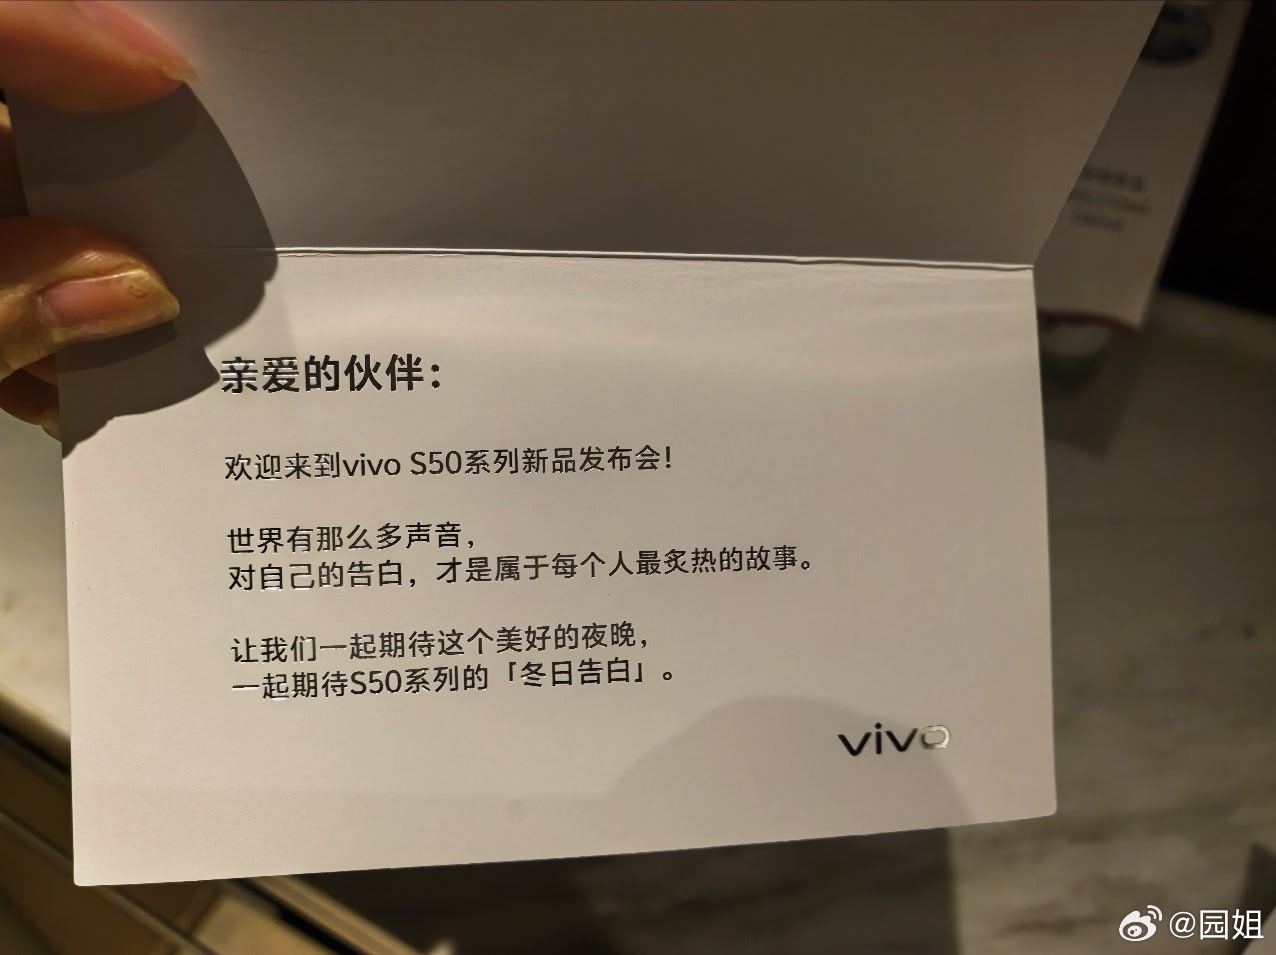 亲爱的伙伴：
欢迎来到vivo S50系列新品发布会！
世界有那么多声音，
对自己的告白，才是属于每个人最炙热的故事。
让我们一起期待这个美好的夜晚，
一起期待S50系列的「冬日告白」。
vivo
@园姐